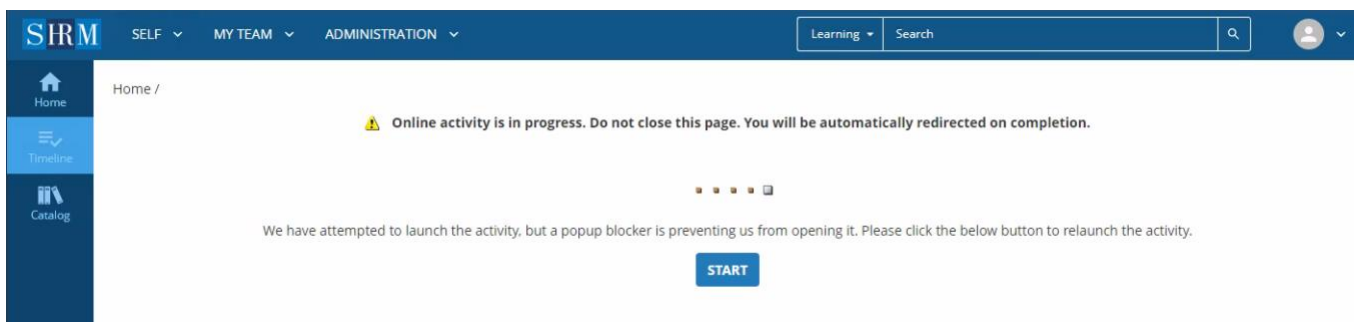 SHRM
SELF
MY TEAM
ADMINISTRATION
Learning
Search
Home
Timeline
Catalog
Home /
Online activity is in progress. Do not close this page. You will be automatically redirected on completion.
We have attempted to launch the activity, but a popup blocker is preventing us from opening it. Please click the below button to relaunch the activity.
START